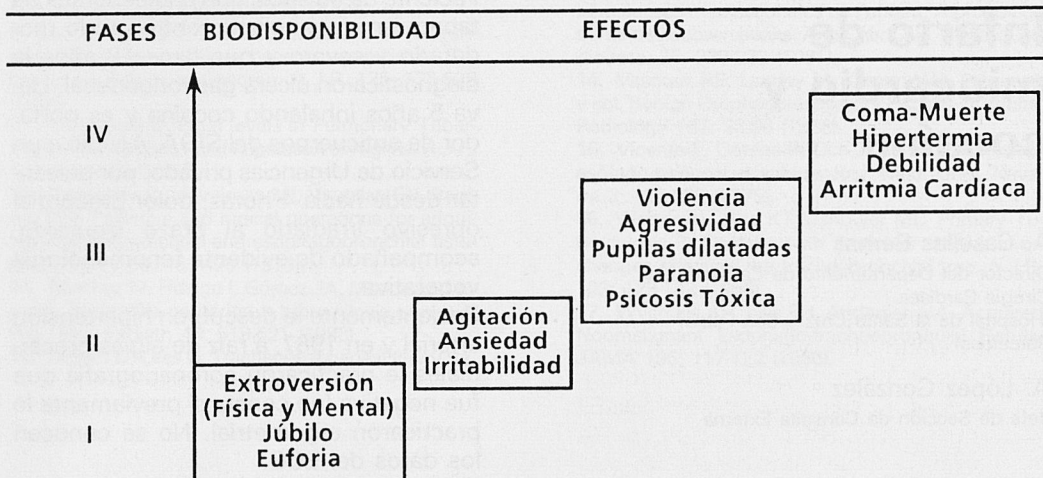 FASES BIODISPONIBILIDAD EFECTOS
IV
Coma-Muerte
Hipertermia
Debilidad
Arritmia Cardíaca
III
Violencia
Agresividad
Pupilas dilatadas
Paranoia
Psicosis Tóxica
II
Agitación
Ansiedad
Irritabilidad
I
Extroversión
(Física y Mental)
Júbilo
Euforia